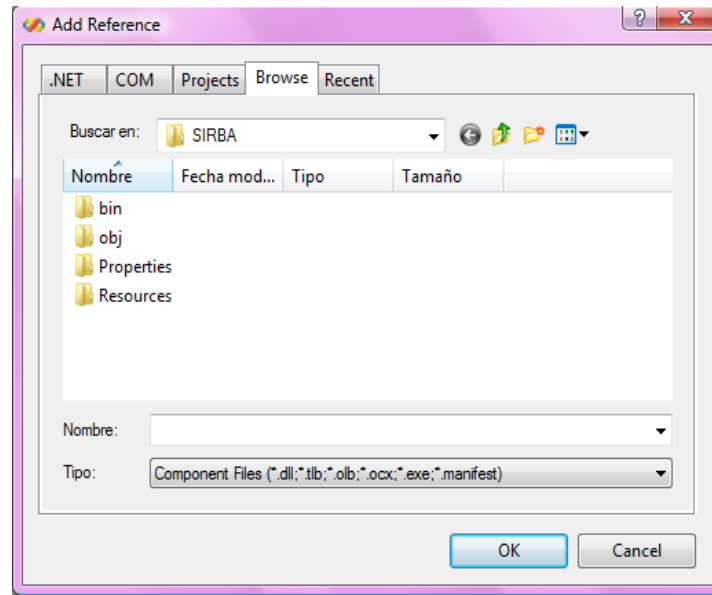 Add Reference
.NET COM Projects Browse Recent
Buscar en: SIRBA
Nombre Fecha mod... Tipo Tamaño
bin
obj
Properties
Resources
Nombre:
Tipo: Component Files (*.dll;*.tlb;*.olb;*.ocx;*.exe;*.manifest)
OK Cancel